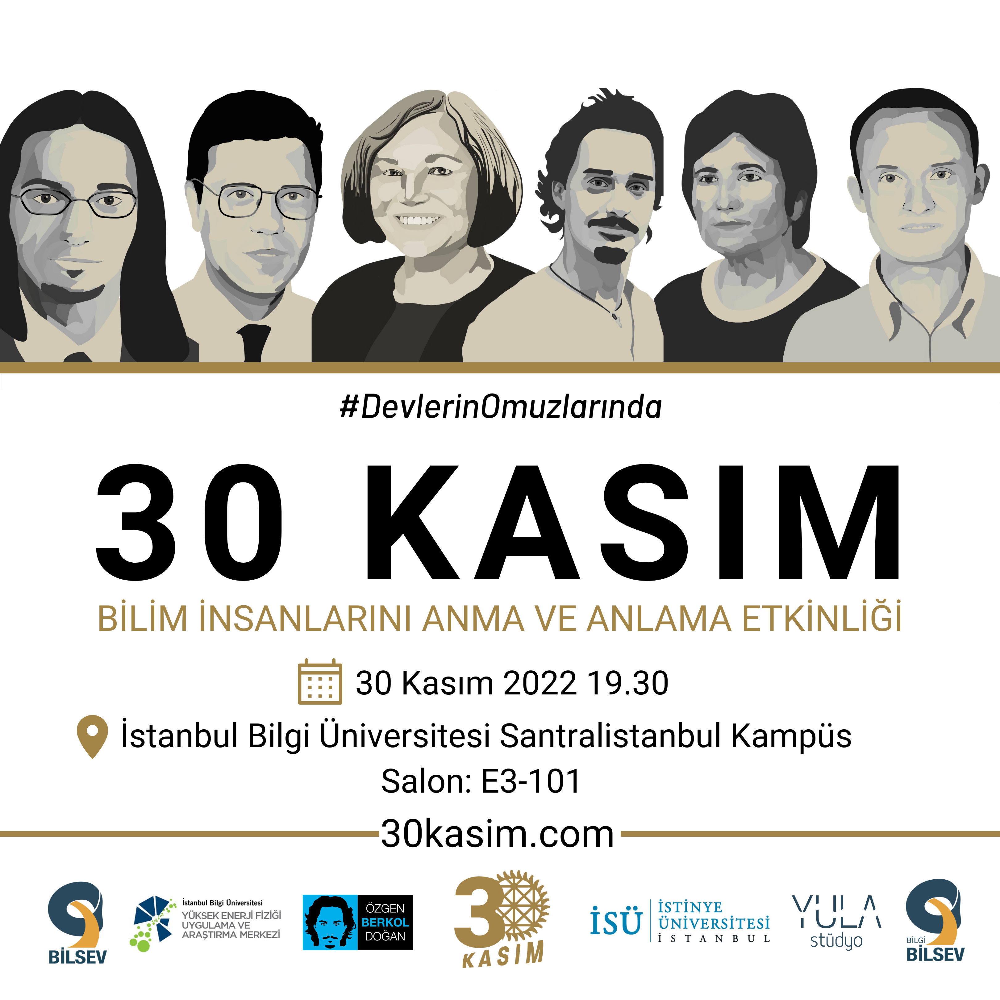 #DevlerinOmuzlarında
30 KASIM
BİLİM İNSANLARINI ANMA VE ANLAMA ETKİNLİĞİ
30 Kasım 2022 19.30
İstanbul Bilgi Üniversitesi Santralistanbul Kampüs
Salon: E3-101
30kasim.com
BİLSEV
İstanbul Bilgi Üniversitesi
YÜKSEK ENERJİ FİZİĞİ
UYGULAMA VE
ARAŞTIRMA MERKEZİ
ÖZGEN
BERKOL
DOĞAN
30
KASIM
İSÜ
İSTİNYE
ÜNİVERSİTESİ
İSTANBUL
YULA
stüdyo
BİLGİ
BİLSEV